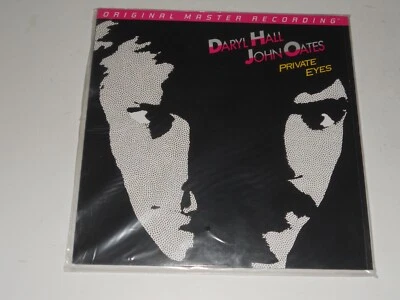 ORIGINAL MASTER RECORDING
DARYL HALL
JOHN OATES
PRIVATE
EYES